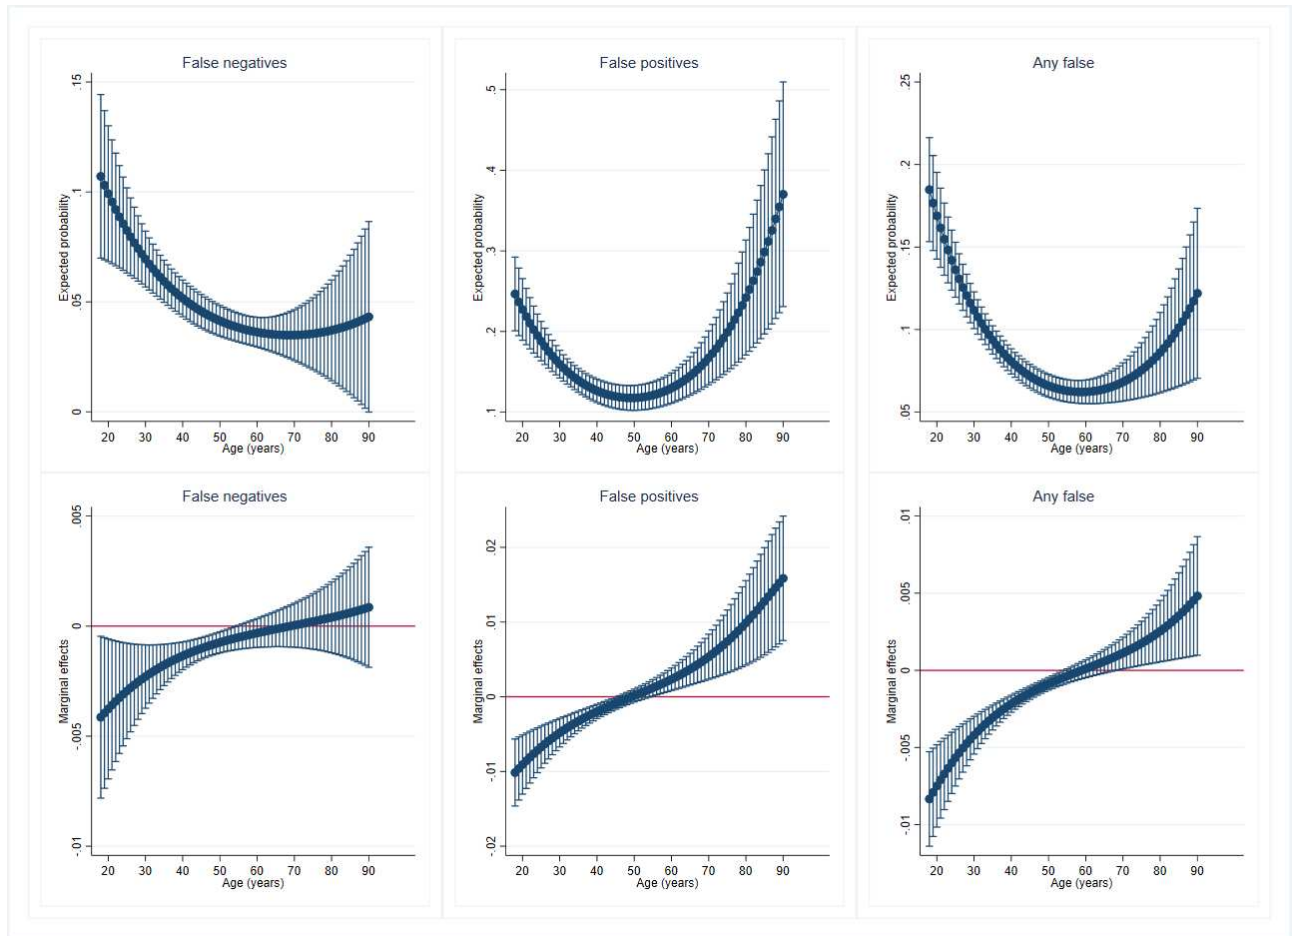 False negatives
Expected probability
.15
.1
.05
0
20 30 40 50 60 70 80 90
Age (years)
False positives
Expected probability
.5
.4
.3
.2
.1
20 30 40 50 60 70 80 90
Age (years)
Any false
Expected probability
.25
.2
.15
.1
.05
20 30 40 50 60 70 80 90
Age (years)
False negatives
Marginal effects
.005
0
-.005
-.01
20 30 40 50 60 70 80 90
Age (years)
False positives
Marginal effects
.02
.01
0
-.01
-.02
20 30 40 50 60 70 80 90
Age (years)
Any false
Marginal effects
.01
.005
0
-.005
-.01
20 30 40 50 60 70 80 90
Age (years)